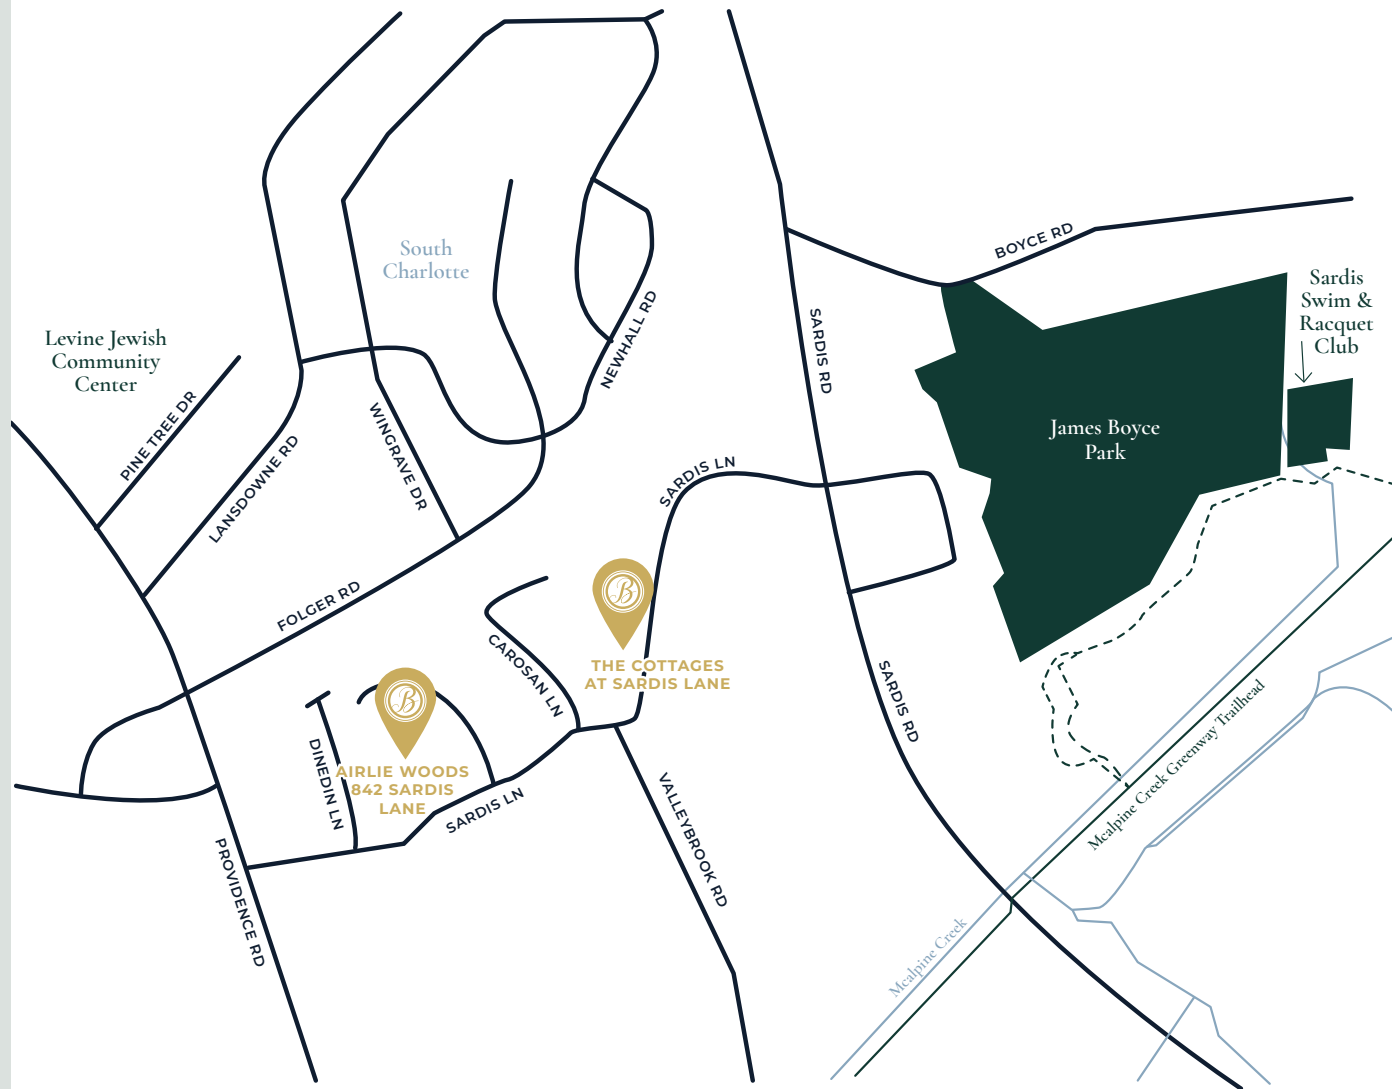 BOYCE RD
South
Charlotte
Sardis
Swim &
Racquet
Club
Levine Jewish
Community
Center
NEWHALL RD
SARDIS RD
PINE TREE DR
WINGRAVE DR
LANSDOWNE RD
James Boyce
Park
SARDIS LN
FOLGER RD
B
CAROSAN LN
THE COTTAGES
AT SARDIS LANE
B
SARDIS RD
DINEDIN LN
AIRLIE WOODS
842 SARDIS
LANE
SARDIS LN
VALLEYBROOK RD
Mcalpine Creek Greenway Trailhead
PROVIDENCE RD
Mcalpine Creek